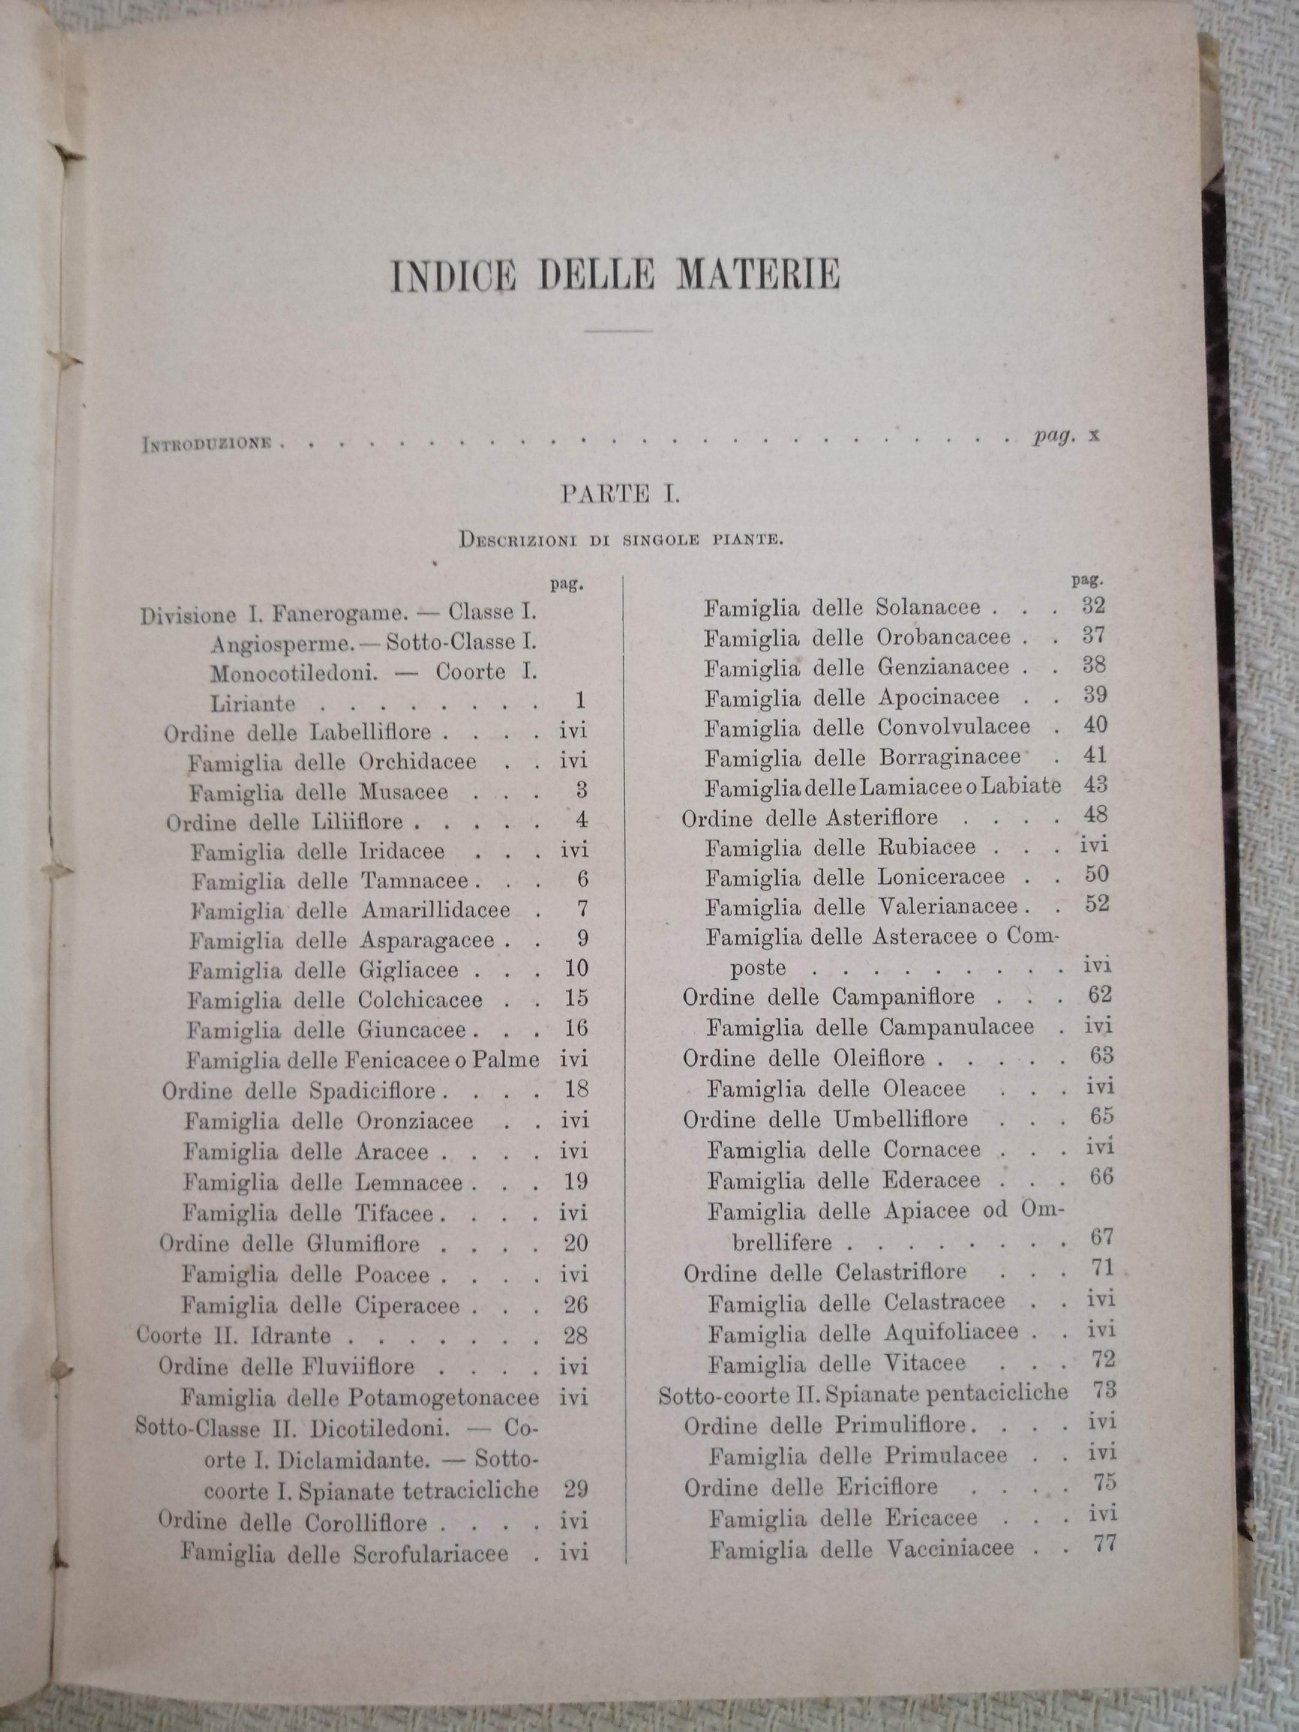 INDICE DELLE MATERIE
INTRODUZIONE . . . . . . . . . . . . . . . . . . . . . . . . . pag. X
PARTE I.
DESCRIZIONI DI SINGOLE PIANTE.
pag.
Divisione I. Fanerogame. — Classe I.
Angiosperme. — Sotto-Classe I.
Monocotiledoni. — Coorte I.
Liriante . . . . . . . . 1
Ordine delle Labelliflore . . . . ivi
Famiglia delle Orchidacee . . ivi
Famiglia delle Musacee . . . 3
Ordine delle Liliiflore . . . . . 4
Famiglia delle Iridacee . . . ivi
Famiglia delle Tamnacee . . . 6
Famiglia delle Amarillidacee . 7
Famiglia delle Asparagacee . . 9
Famiglia delle Gigliacee . . . 10
Famiglia delle Colchicacee . . 15
Famiglia delle Giuncacee . . . 16
Famiglia delle Fenicacee o Palme ivi
Ordine delle Spadiciflore . . . . 18
Famiglia delle Oronziacee . . ivi
Famiglia delle Aracee . . . . ivi
Famiglia delle Lemnacee . . . 19
Famiglia delle Tifacee . . . . ivi
Ordine delle Glumiflore . . . . 20
Famiglia delle Poacee . . . . ivi
Famiglia delle Ciperacee . . . 26
Coorte II. Idrante . . . . . . . 28
Ordine delle Fluviiflore . . . . ivi
Famiglia delle Potamogetonacee ivi
Sotto-Classe II. Dicotiledoni. — Co-
orte I. Diclamidante. — Sotto-
coorte I. Spianate tetracicliche 29
Ordine delle Corolliflore . . . . ivi
Famiglia delle Scrofulariacee . ivi
pag.
Famiglia delle Solanacee . . . 32
Famiglia delle Orobancacee . . 37
Famiglia delle Genzianacee . . 38
Famiglia delle Apocinacee . . 39
Famiglia delle Convolvulacee . 40
Famiglia delle Borraginacee . 41
Famiglia delle Lamiacee o Labiate 43
Ordine delle Asteriflore . . . . 48
Famiglia delle Rubiacee . . . ivi
Famiglia delle Loniceracee . . 50
Famiglia delle Valerianacee . . 52
Famiglia delle Asteracee o Com-
poste . . . . . . . . . ivi
Ordine delle Campaniflore . . . 62
Famiglia delle Campanulacee . ivi
Ordine delle Oleiflore . . . . . 63
Famiglia delle Oleacee . . . ivi
Ordine delle Umbelliflore . . . 65
Famiglia delle Cornacee . . . ivi
Famiglia delle Ederacee . . . 66
Famiglia delle Apiacee od Om-
brellifere . . . . . . . . 67
Ordine delle Celastriflore . . . 71
Famiglia delle Celastracee . . ivi
Famiglia delle Aquifoliacee . . ivi
Famiglia delle Vitacee . . . 72
Sotto-coorte II. Spianate pentacicliche 73
Ordine delle Primuliflore . . . . ivi
Famiglia delle Primulacee . . ivi
Ordine delle Ericiflore . . . . 75
Famiglia delle Ericacee . . . ivi
Famiglia delle Vacciniacee . . 77